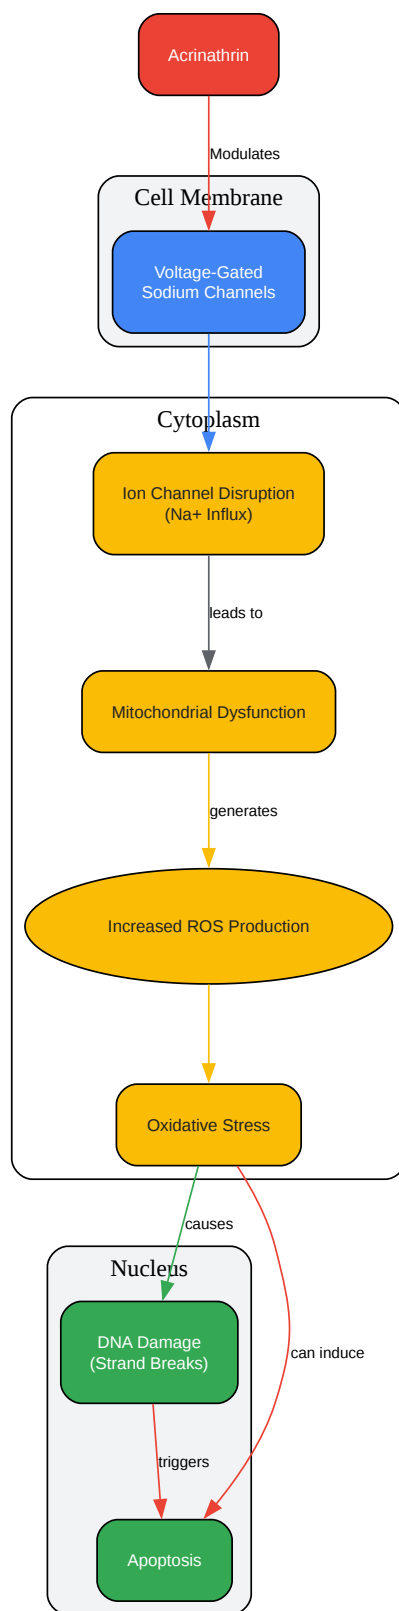 Acrinathrin
Modulates
Cell Membrane
Voltage-Gated
Sodium Channels
Cytoplasm
Ion Channel Disruption
(Na+ Influx)
leads to
Mitochondrial Dysfunction
generates
Increased ROS Production
Oxidative Stress
causes
Nucleus
DNA Damage
(Strand Breaks)
can induce
triggers
Apoptosis